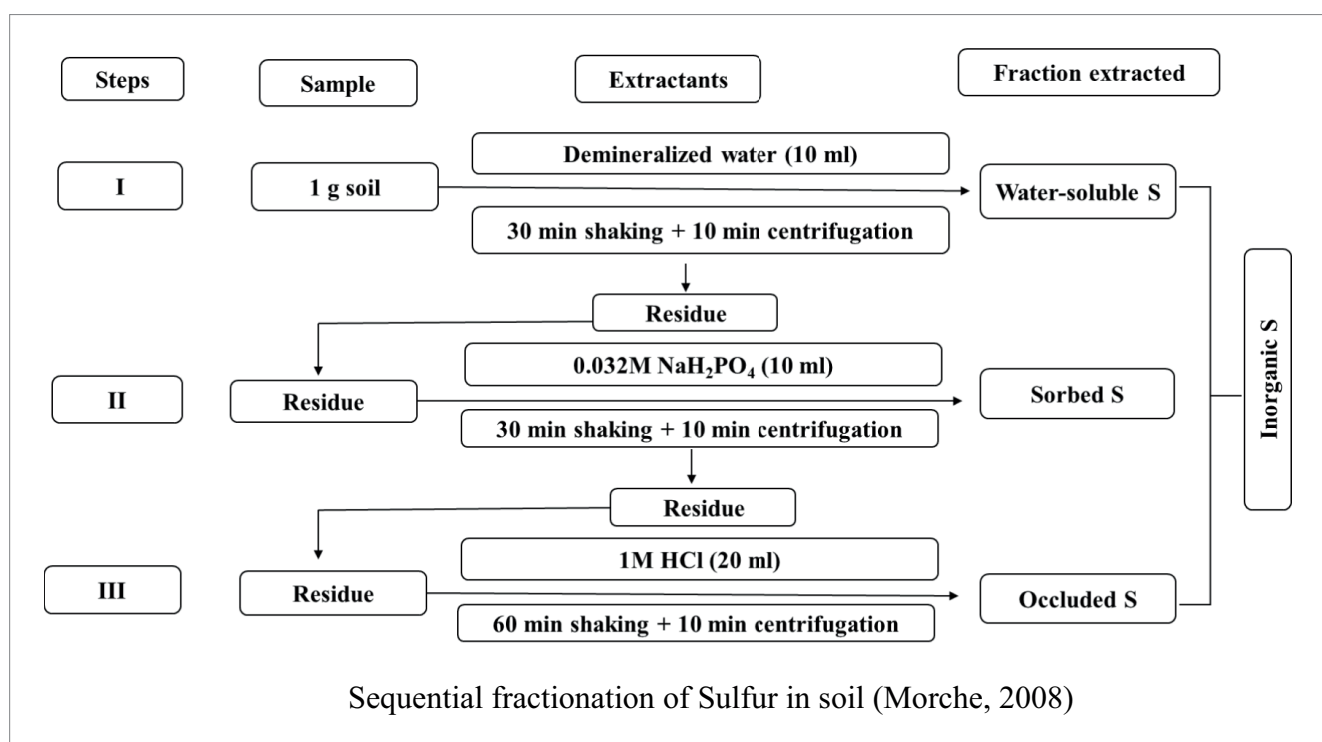 Steps
Sample
Extractants
Fraction extracted
Demineralized water (10 ml)
I
1 g soil
Water-soluble S
30 min shaking + 10 min centrifugation
Residue
0.032M NaH₂PO₄ (10 ml)
II
Residue
Sorbed S
30 min shaking + 10 min centrifugation
Residue
1M HCl (20 ml)
III
Residue
Occluded S
60 min shaking + 10 min centrifugation
Inorganic S
Sequential fractionation of Sulfur in soil (Morche, 2008)